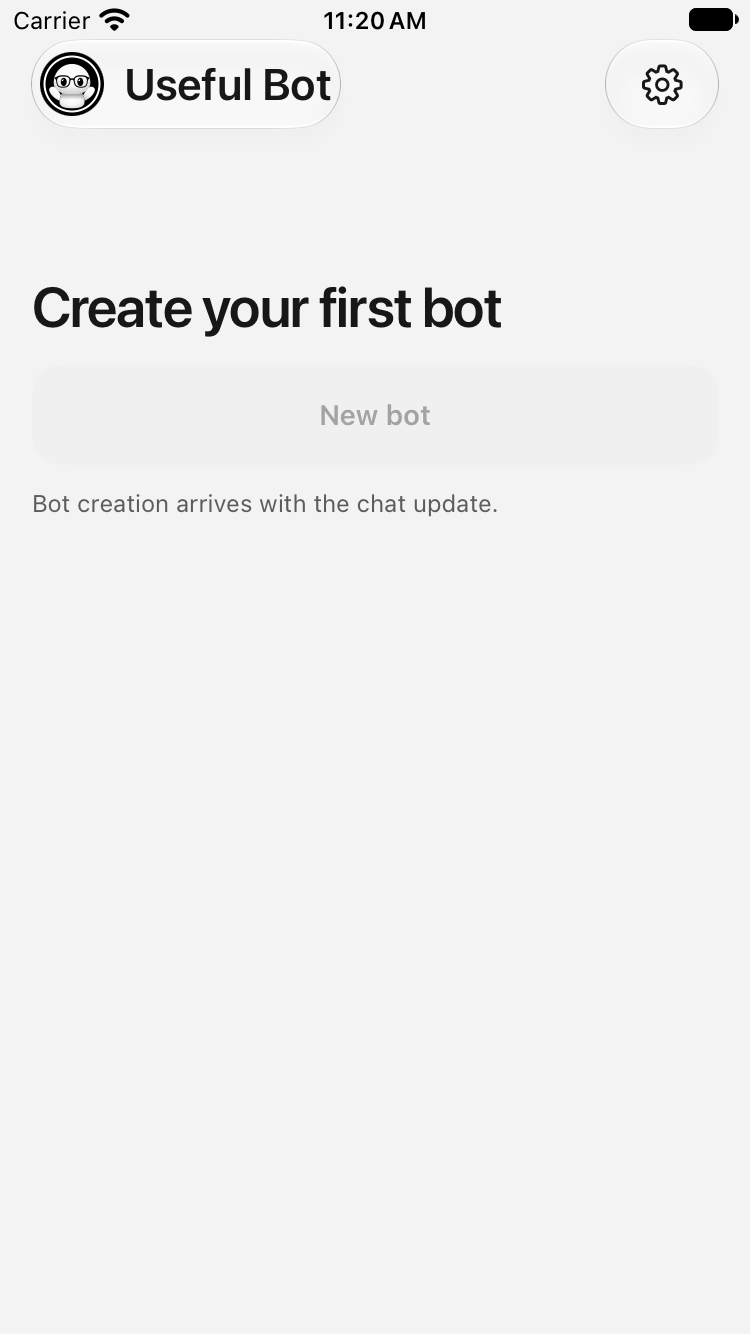 Carrier 11:20 AM
Useful Bot
Create your first bot
New bot
Bot creation arrives with the chat update.